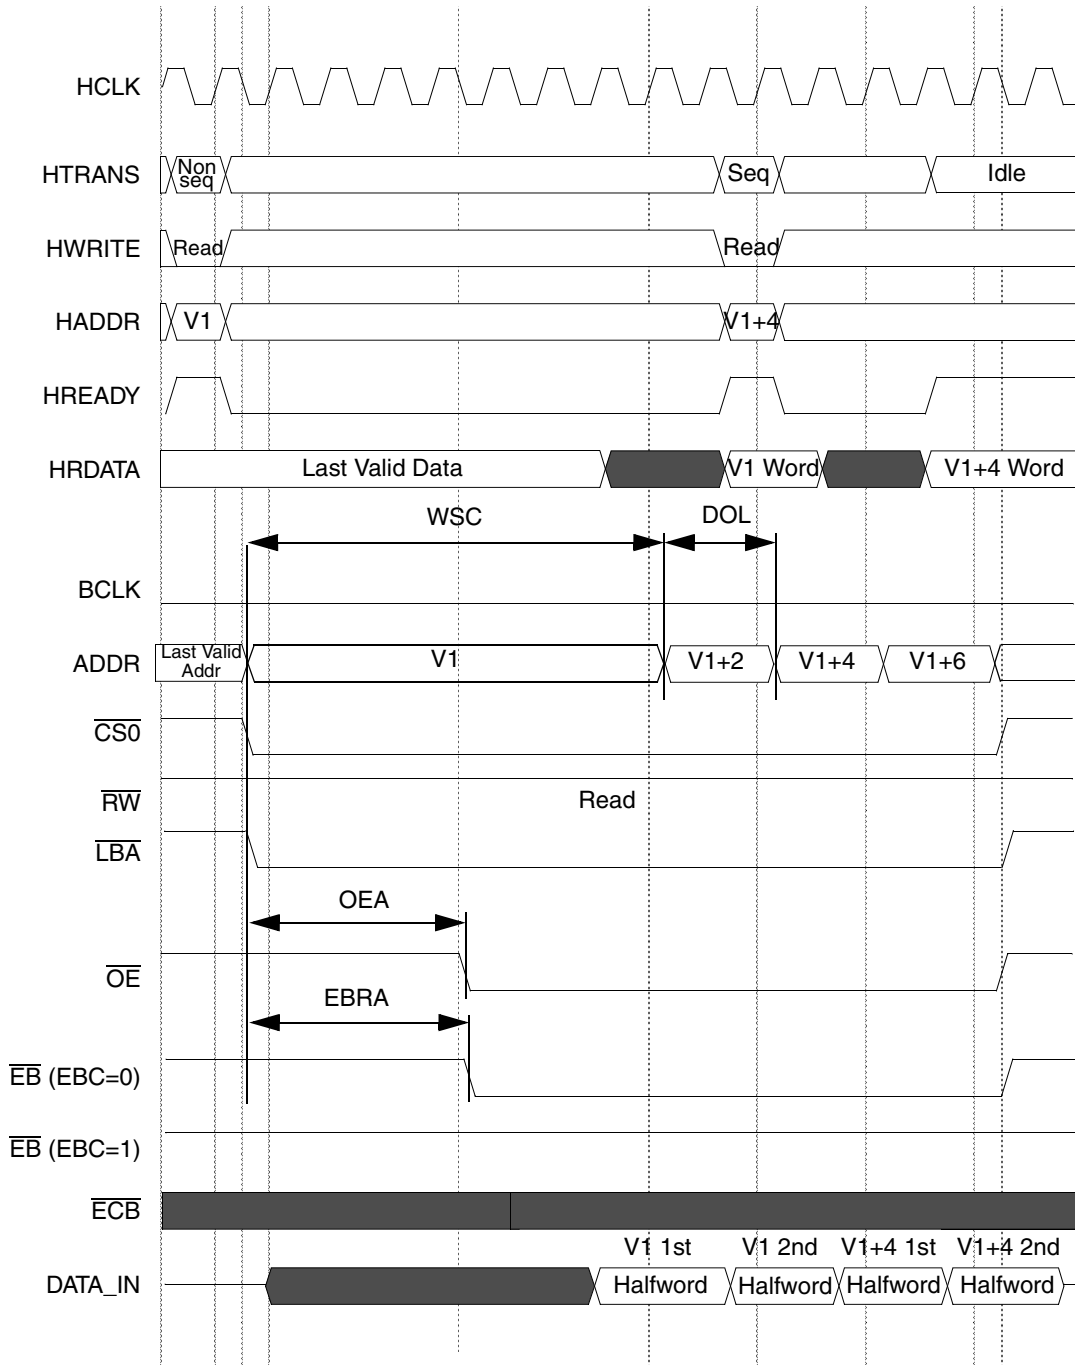 HCLK
HTRANS
Non
seq
Seq
Idle
HWRITE
Read
Read
HADDR
V1
V1+4
HREADY
HRDATA
Last Valid Data
V1 Word
V1+4 Word
WSC
DOL
BCLK
ADDR
Last Valid
Addr
V1
V1+2
V1+4
V1+6
CS0
RW
Read
LBA
OEA
OE
EBRA
EB (EBC=0)
EB (EBC=1)
ECB
V1 1st
V1 2nd
V1+4 1st
V1+4 2nd
DATA_IN
Halfword
Halfword
Halfword
Halfword